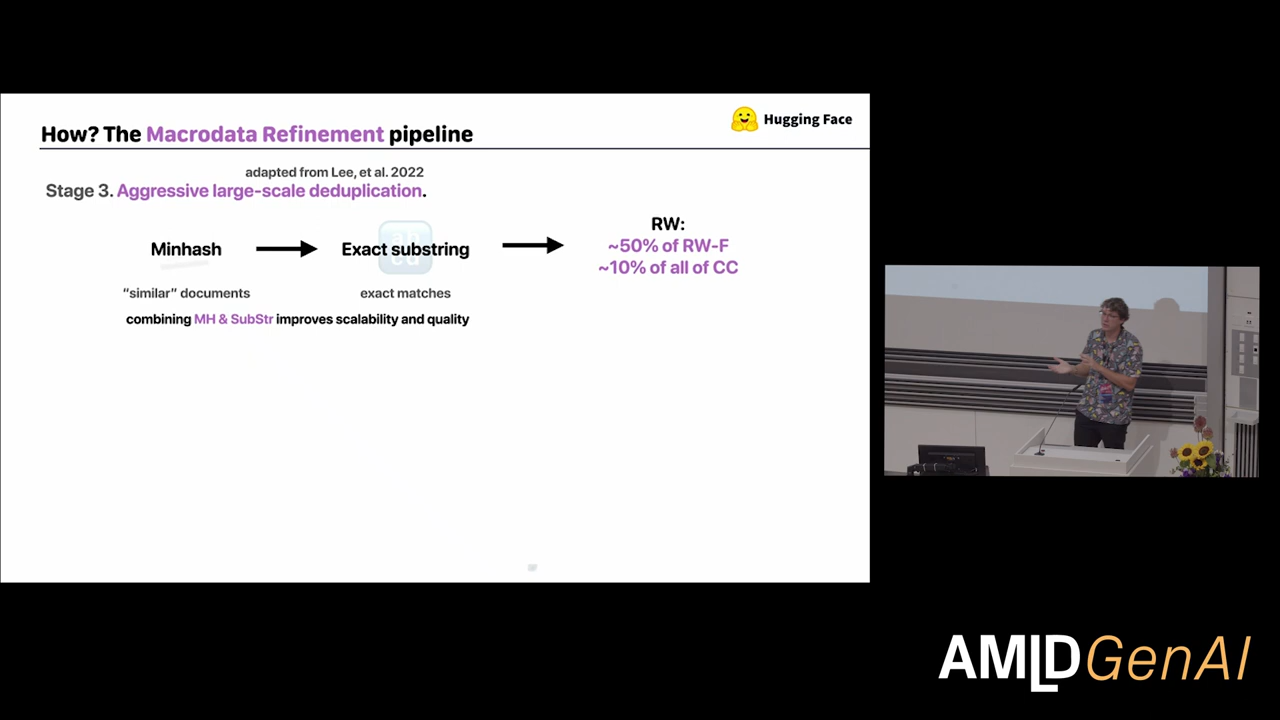 How? The Macrodata Refinement pipeline
Hugging Face
adapted from Lee, et al. 2022
Stage 3. Aggressive large-scale deduplication.
Minhash
Exact substring
RW:
~50% of RW-F
~10% of all of CC
“similar” documents
exact matches
combining MH & SubStr improves scalability and quality
AMLD GenAI